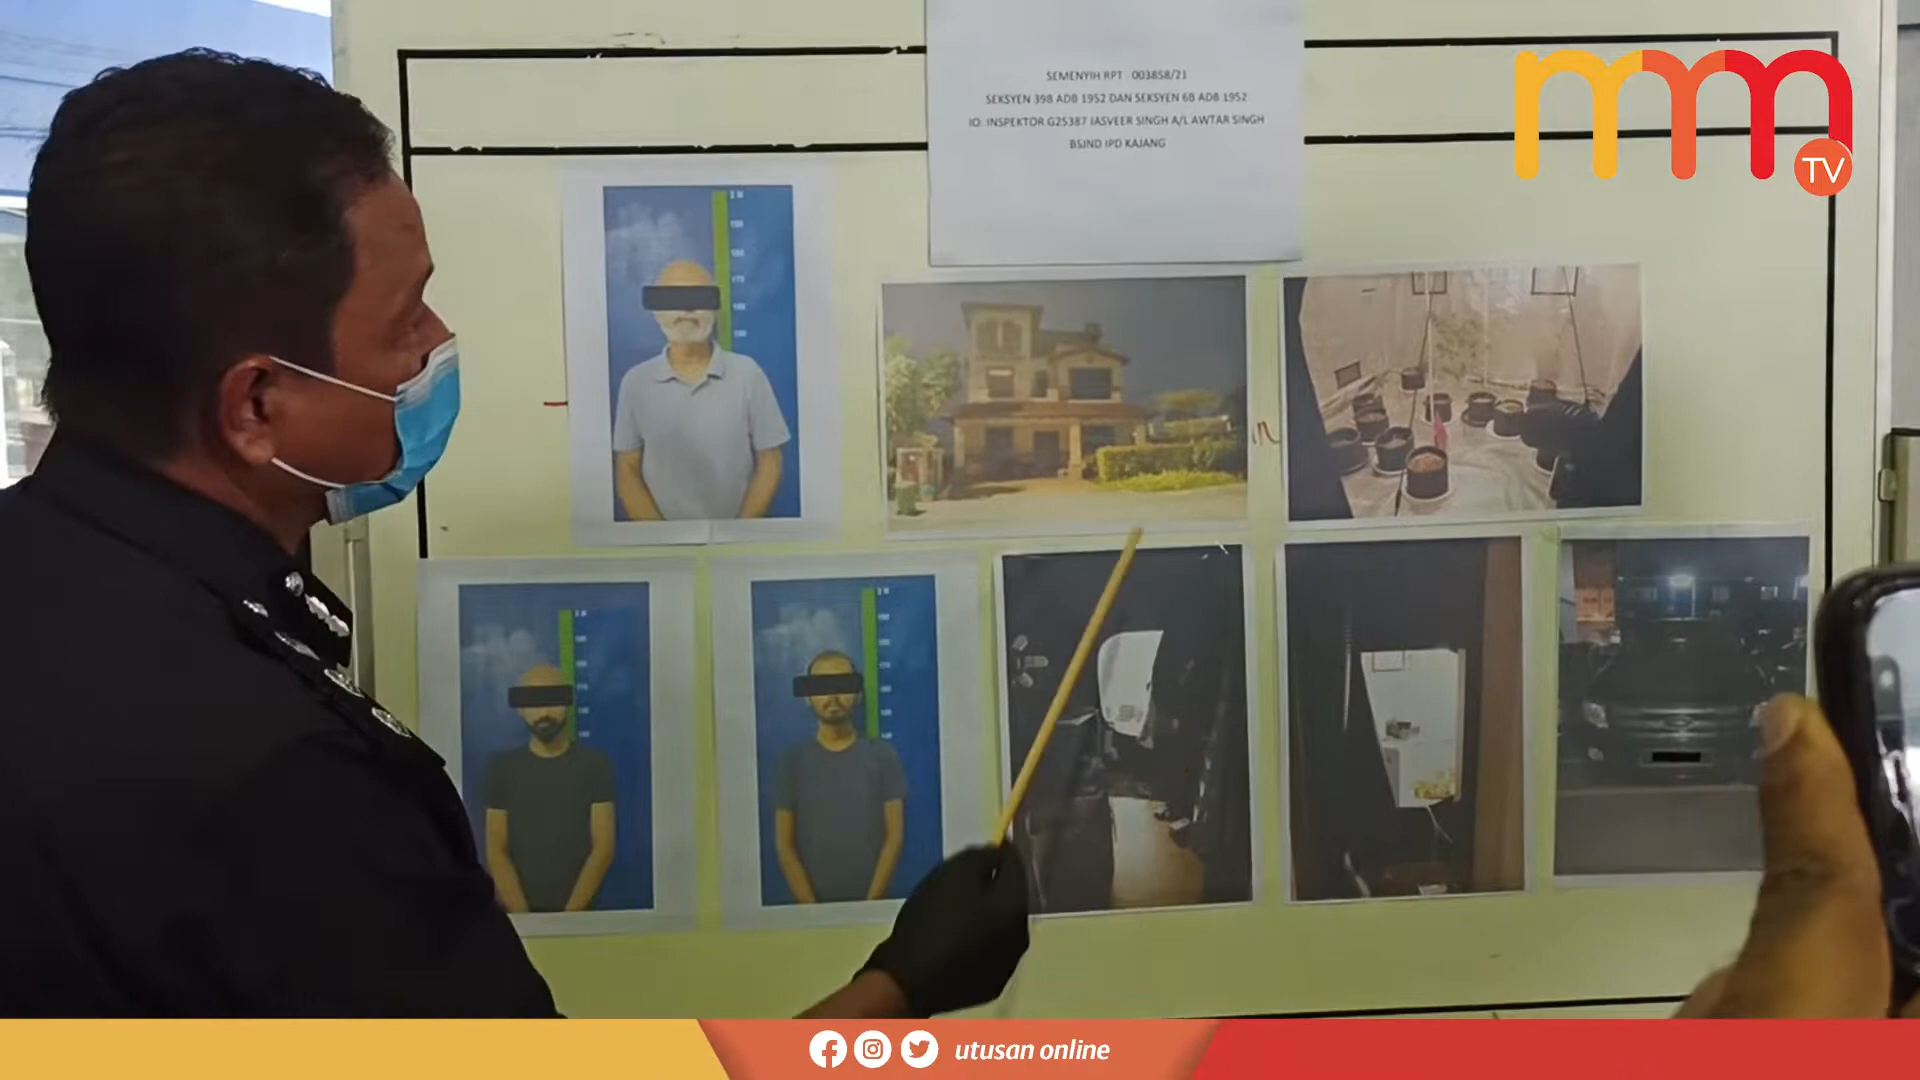 SEMENYIH RPT 003858/21
SEKSYEN 39B ADB 1952 DAN SEKSYEN 6B ADB 1952
IO. INSPEKTOR G25387 JASVEER SINGH A/L AWTAR SINGH
BSJND IPD KAJANG
mm
TV
utusan online